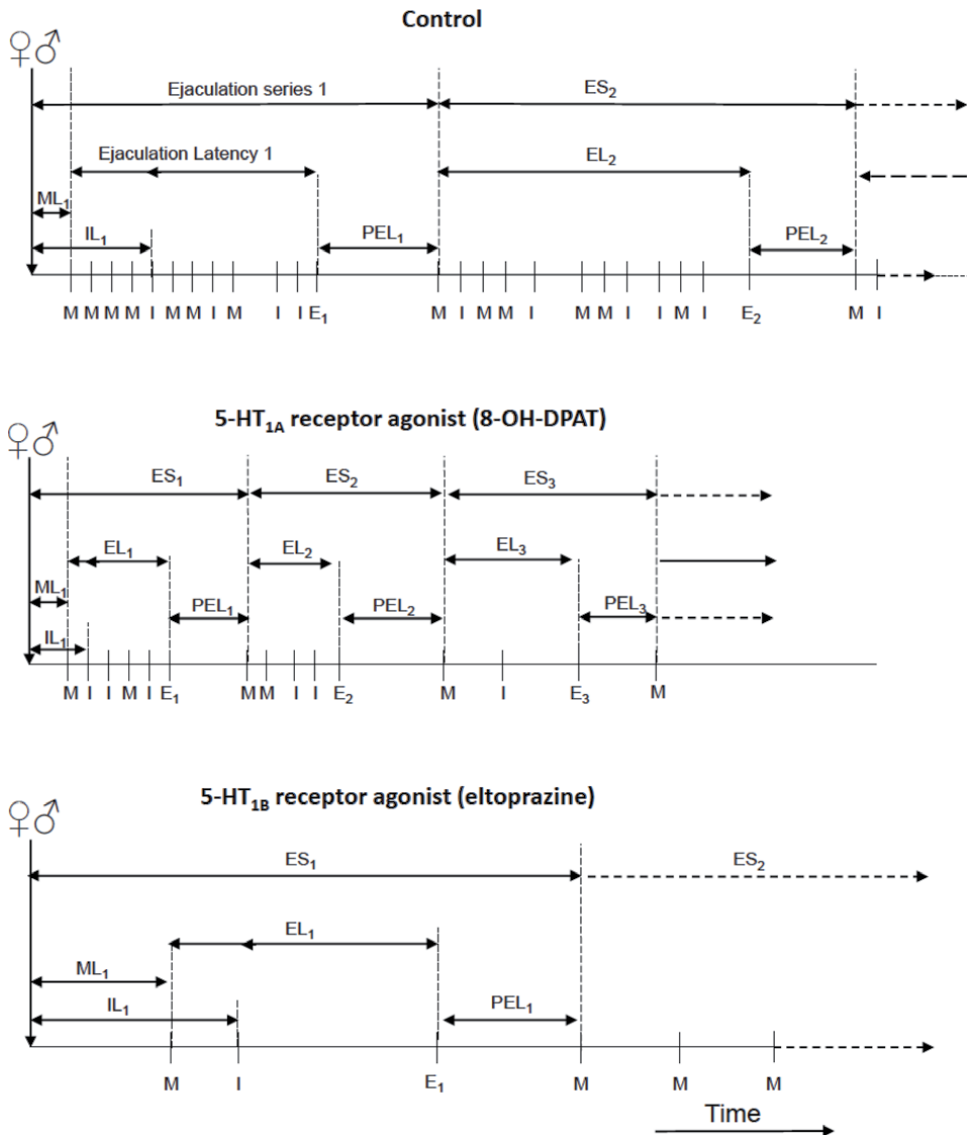 Control
♀♂
Ejaculation series 1 ES₂
Ejaculation Latency 1 EL₂
ML₁
IL₁ PEL₁ PEL₂
M M M M I M M I M I I E₁ M I M M I M M I I M I E₂ M I
5-HT₁A receptor agonist (8-OH-DPAT)
♀♂
ES₁ ES₂ ES₃
EL₁ EL₂ EL₃
ML₁
PEL₁ PEL₂ PEL₃
IL₁
M I I M I E₁ M M I I E₂ M I E₃ M
5-HT₁B receptor agonist (eltoprazine)
♀♂
ES₁ ES₂
EL₁
ML₁
IL₁ PEL₁
M I E₁ M M M
Time